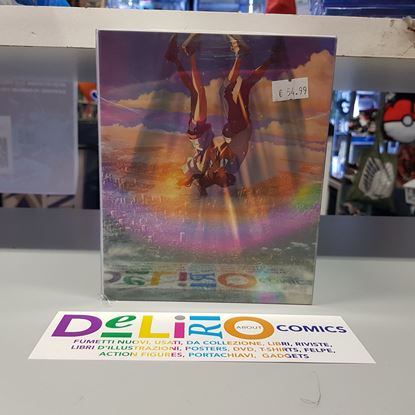 € 54.99
DeLiRiO ABOUT COMICS
FUMETTI NUOVI, USATI, DA COLLEZIONE, LIBRI, RIVISTE,
LIBRI D'ILLUSTRAZIONI, POSTERS, DVD, T-SHIRTS, FELPE,
ACTION FIGURES, PORTACHIAVI, GADGETS